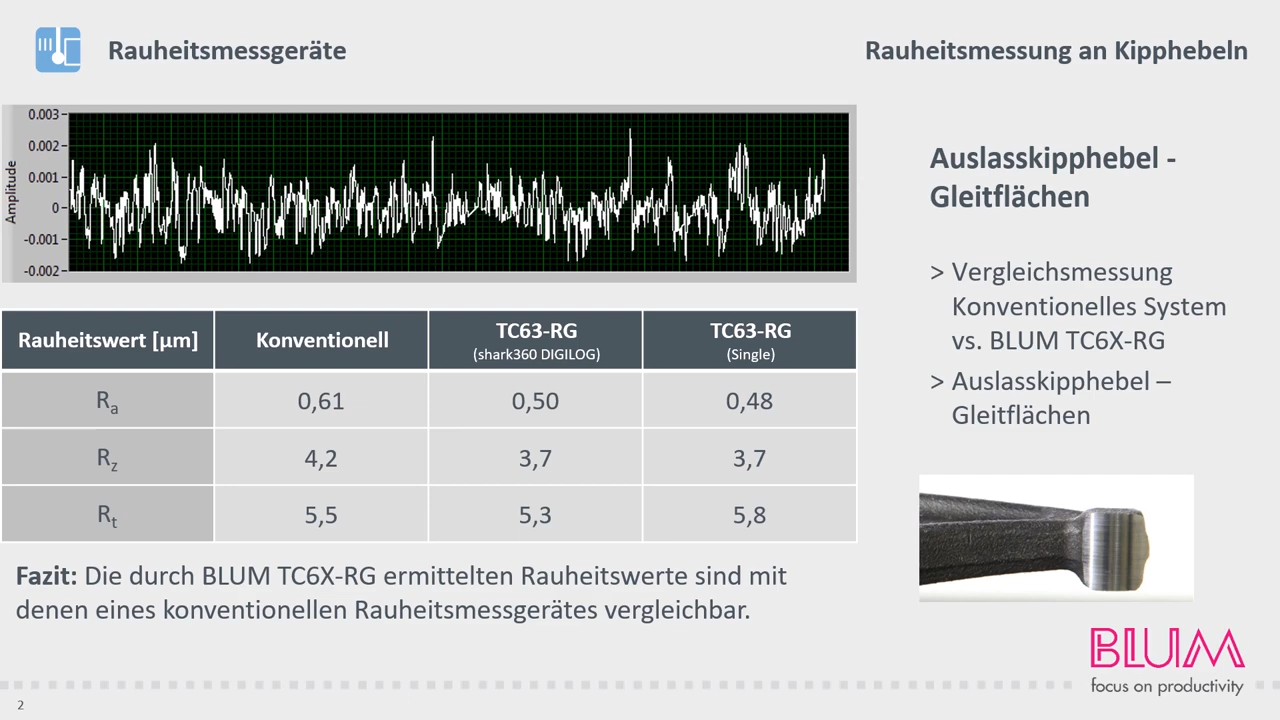 Rauheitsmessgeräte
Rauheitsmessung an Kipphebeln
0.003
0.002
0.001
0
-0.001
-0.002
Amplitude
Rauheitswert [µm] Konventionell TC63-RG (shark360 DIGILOG) TC63-RG (Single)
Ra 0,61 0,50 0,48
Rz 4,2 3,7 3,7
Rt 5,5 5,3 5,8
Fazit: Die durch BLUM TC6X-RG ermittelten Rauheitswerte sind mit
denen eines konventionellen Rauheitsmessgerätes vergleichbar.
Auslasskipphebel -
Gleitflächen
> Vergleichsmessung
Konventionelles System
vs. BLUM TC6X-RG
> Auslasskipphebel –
Gleitflächen
BLUM
focus on productivity
2